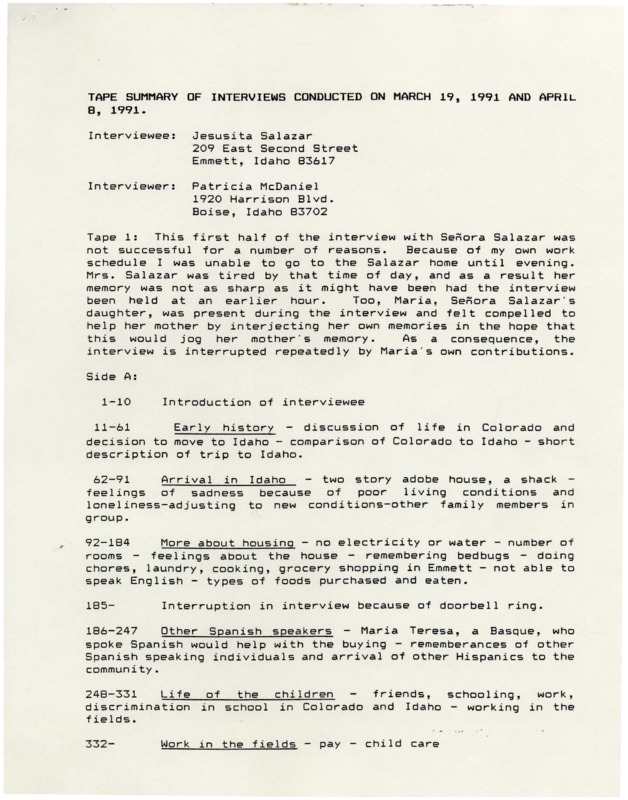 TAPE SUMMARY OF INTERVIEWS CONDUCTED ON MARCH 19, 1991 AND APRIL
8, 1991.
Interviewee: Jesusita Salazar
209 East Second Street
Emmett, Idaho 83617
Interviewer: Patricia McDaniel
1920 Harrison Blvd.
Boise, Idaho 83702
Tape 1: This first half of the interview with Señora Salazar was
not successful for a number of reasons. Because of my own work
schedule I was unable to go to the Salazar home until evening.
Mrs. Salazar was tired by that time of day, and as a result her
memory was not as sharp as it might have been had the interview
been held at an earlier hour. Too, Maria, Señora Salazar's
daughter, was present during the interview and felt compelled to
help her mother by interjecting her own memories in the hope that
this would jog her mother's memory. As a consequence, the
interview is interrupted repeatedly by Maria's own contributions.
Side A:
1-10 Introduction of interviewee
11-61 Early history - discussion of life in Colorado and
decision to move to Idaho - comparison of Colorado to Idaho - short
description of trip to Idaho.
62-91 Arrival in Idaho - two story adobe house, a shack -
feelings of sadness because of poor living conditions and
loneliness-adjusting to new conditions-other family members in
group.
92-184 More about housing - no electricity or water - number of
rooms - feelings about the house - remembering bedbugs - doing
chores, laundry, cooking, grocery shopping in Emmett - not able to
speak English - types of foods purchased and eaten.
185- Interruption in interview because of doorbell ring.
186-247 Other Spanish speakers - Maria Teresa, a Basque, who
spoke Spanish would help with the buying - rememberances of other
Spanish speaking individuals and arrival of other Hispanics to the
community.
248-331 Life of the children - friends, schooling, work,
discrimination in school in Colorado and Idaho - working in the
fields.
332- Work in the fields - pay - child care